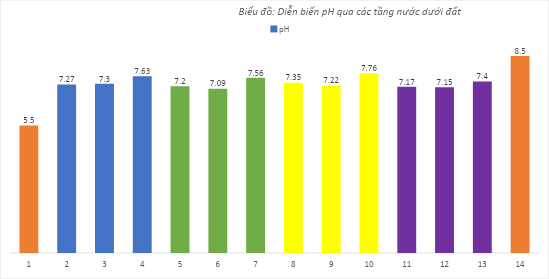 Biểu đồ: Diễn biến pH qua các tầng nước dưới đất
pH
5.5 7.27 7.3 7.63 7.2 7.09 7.56 7.35 7.22 7.76 7.17 7.15 7.4 8.5
1 2 3 4 5 6 7 8 9 10 11 12 13 14